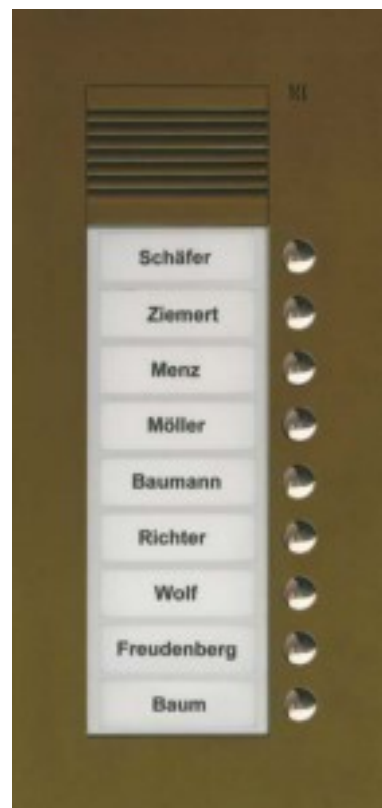 Schäfer
Ziemert
Menz
Möller
Baumann
Richter
Wolf
Freudenberg
Baum